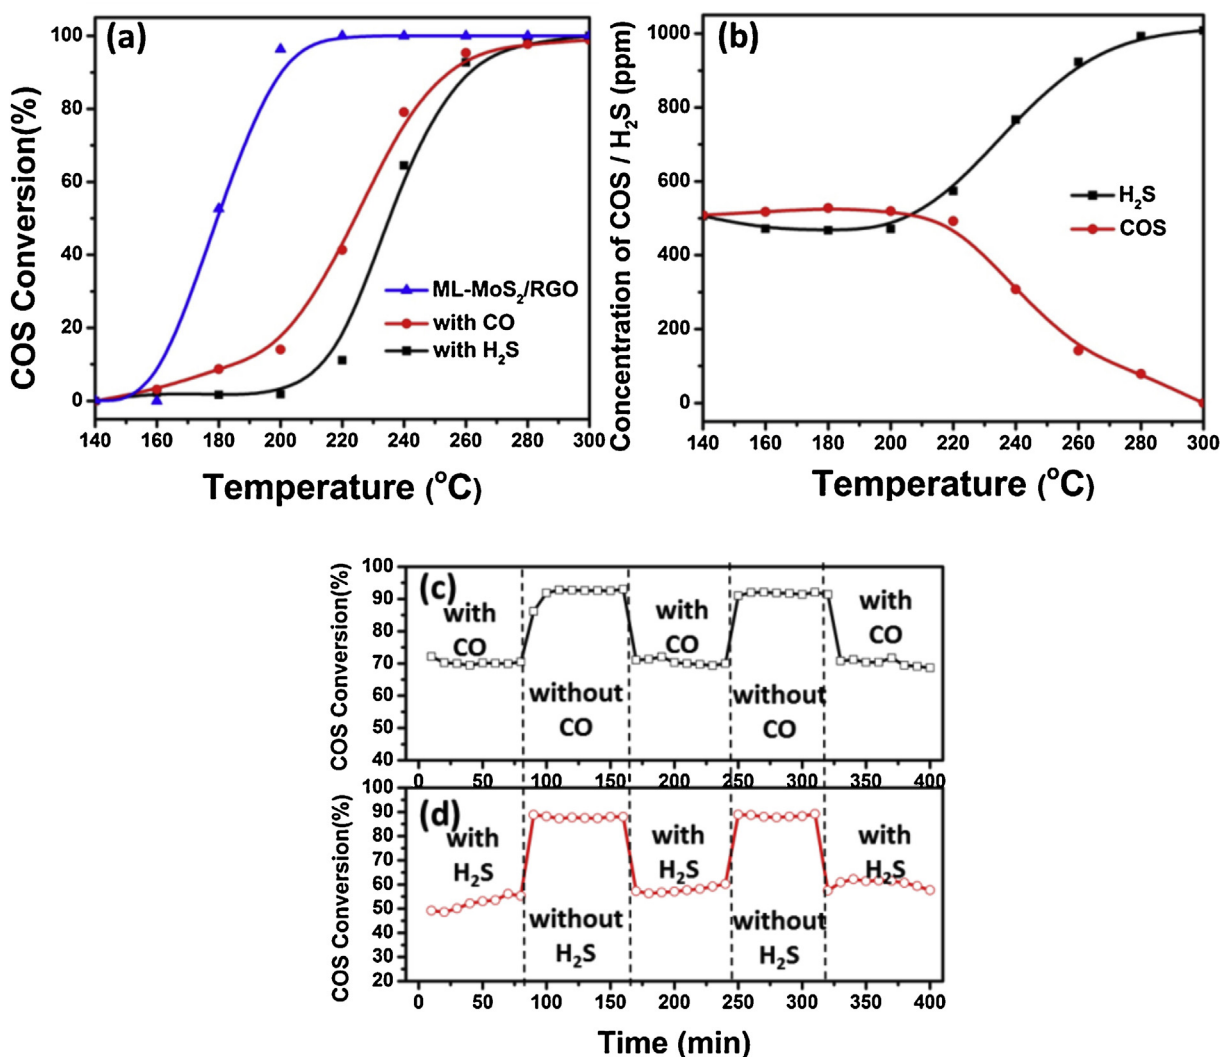 (a)
COS Conversion(%)
100
80
60
40
20
0
ML-MoS₂/RGO
with CO
with H₂S
140 160 180 200 220 240 260 280 300
Temperature (°C)
(b)
Concentration of COS / H₂S (ppm)
1000
800
600
400
200
0
H₂S
COS
140 160 180 200 220 240 260 280 300
Temperature (°C)
(c)
COS Conversion(%)
100
90
80
70
60
50
40
with
CO
without
CO
with
CO
without
CO
with
CO
0 50 100 150 200 250 300 350 400
(d)
COS Conversion(%)
100
90
80
70
60
50
40
30
20
with
H₂S
without
H₂S
with
H₂S
without
H₂S
with
H₂S
0 50 100 150 200 250 300 350 400
Time (min)